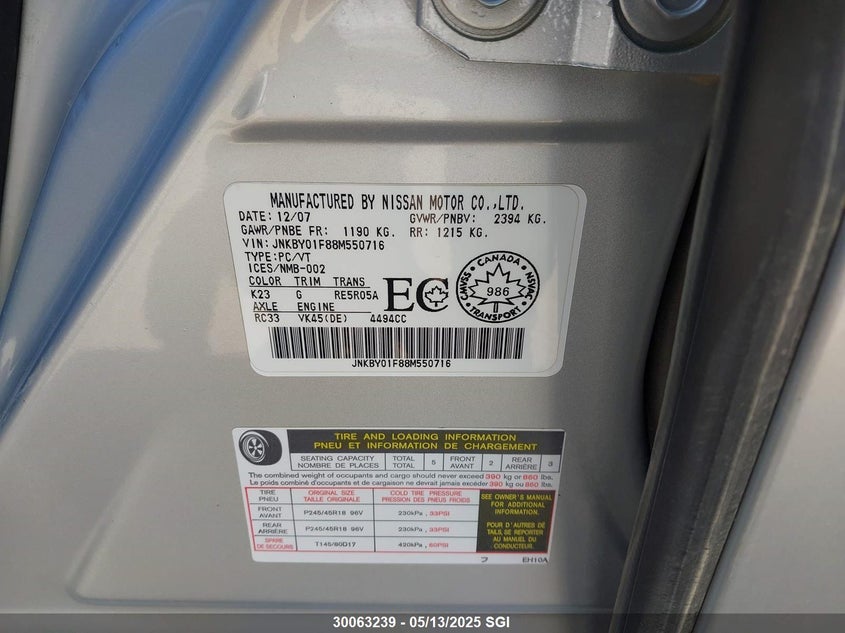 MANUFACTURED BY NISSAN MOTOR CO.,LTD.
DATE: 12/07 GVWR/PNBV: 2394 KG.
GAWR/PNBE FR: 1190 KG. RR: 1215 KG.
VIN: JNKBY01F88M550716
TYPE:PC/VT
ICES/NMB-002
COLOR TRIM TRANS
K23 G RE5R05A
AXLE ENGINE
RC33 VK45(DE) 4494CC
EC
CANADA
CMVSS NSVAC
986
TRANSPORT
JNKBY01F88M550716
TIRE AND LOADING INFORMATION
PNEU ET INFORMATION DE CHARGEMENT
SEATING CAPACITY TOTAL 5 FRONT 2 REAR 3
NOMBRE DE PLACES TOTAL AVANT ARRIÈRE
The combined weight of occupants and cargo should never exceed 390 kg or 860 lbs.
Le poids combiné d'occupants et de cargaison ne devrait jamais excéder 390 kg ou 860 lbs.
TIRE ORIGINAL SIZE COLD TIRE PRESSURE
PNEU TAILLE ORIGINALE PRESSION DES PNEUS FROIDS
FRONT AVANT P245/45R18 96V 230kPa , 33PSI
REAR ARRIÈRE P245/45R18 96V 230kPa , 33PSI
SPARE DE SECOURS T145/80D17 420kPa , 60PSI
SEE OWNER'S MANUAL
FOR ADDITIONAL
INFORMATION.
POUR D'AUTRES DE
TAILS, SE REPORTER
AU MANUEL DU
CONDUCTEUR.
フ EH10A
30063239 - 05/13/2025 SGI